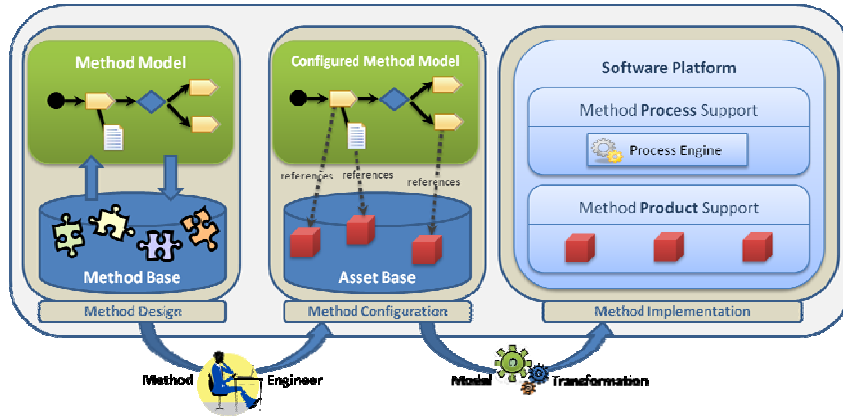 Method Model
Method Base
Method Design
Configured Method Model
references
references
references
Asset Base
Method Configuration
Software Platform
Method Process Support
Process Engine
Method Product Support
Method Implementation
Method Engineer
Model Transformation